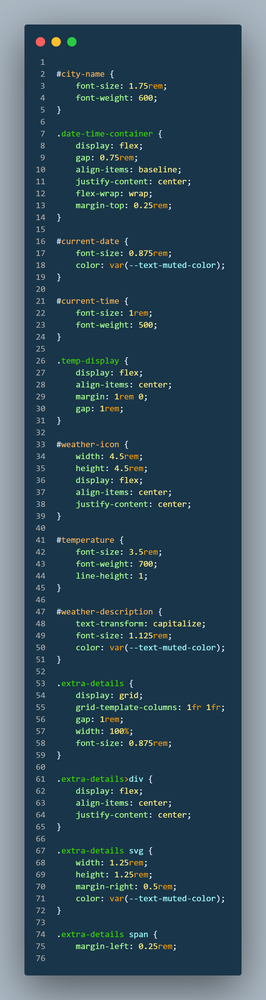 1
2 #city-name {
3     font-size: 1.75rem;
4     font-weight: 600;
5 }
6
7 .date-time-container {
8     display: flex;
9     gap: 0.75rem;
10     align-items: baseline;
11     justify-content: center;
12     flex-wrap: wrap;
13     margin-top: 0.25rem;
14 }
15
16 #current-date {
17     font-size: 0.875rem;
18     color: var(--text-muted-color);
19 }
20
21 #current-time {
22     font-size: 1rem;
23     font-weight: 500;
24 }
25
26 .temp-display {
27     display: flex;
28     align-items: center;
29     margin: 1rem 0;
30     gap: 1rem;
31 }
32
33 #weather-icon {
34     width: 4.5rem;
35     height: 4.5rem;
36     display: flex;
37     align-items: center;
38     justify-content: center;
39 }
40
41 #temperature {
42     font-size: 3.5rem;
43     font-weight: 700;
44     line-height: 1;
45 }
46
47 #weather-description {
48     text-transform: capitalize;
49     font-size: 1.125rem;
50     color: var(--text-muted-color);
51 }
52
53 .extra-details {
54     display: grid;
55     grid-template-columns: 1fr 1fr;
56     gap: 1rem;
57     width: 100%;
58     font-size: 0.875rem;
59 }
60
61 .extra-details>div {
62     display: flex;
63     align-items: center;
64     justify-content: center;
65 }
66
67 .extra-details svg {
68     width: 1.25rem;
69     height: 1.25rem;
70     margin-right: 0.5rem;
71     color: var(--text-muted-color);
72 }
73
74 .extra-details span {
75     margin-left: 0.25rem;
76